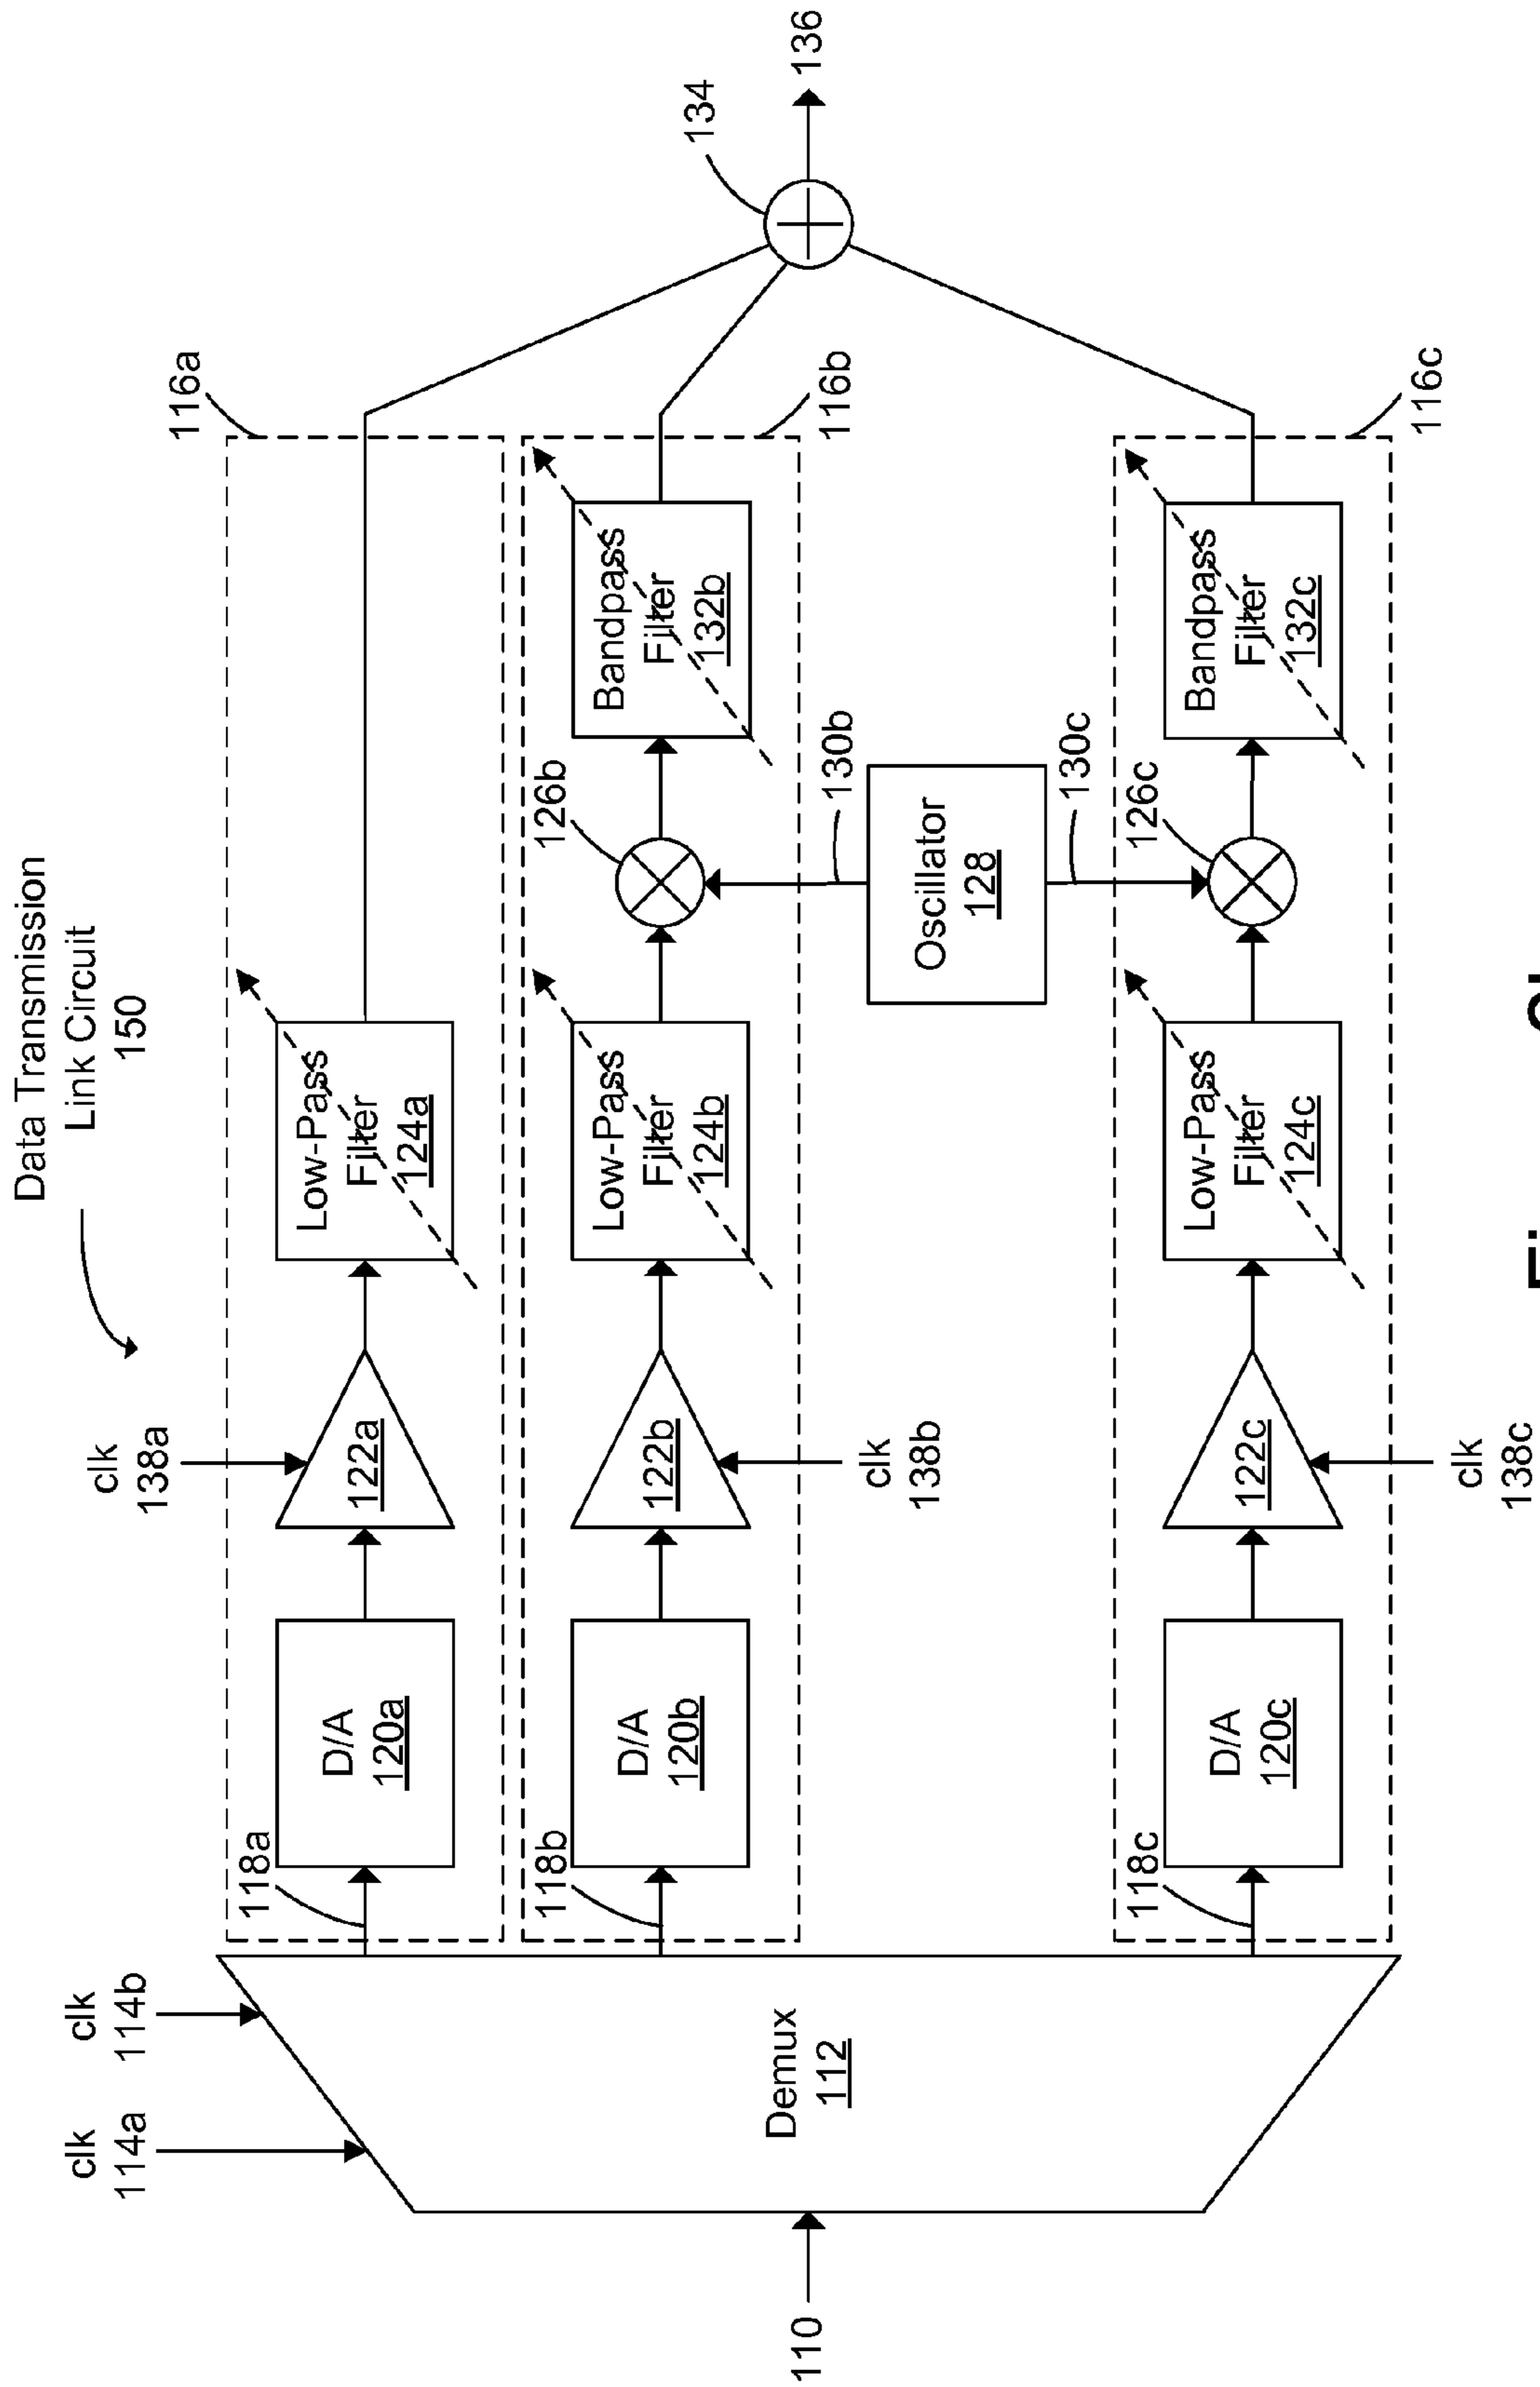 Data Transmission
Link Circuit
150
clk
114a
clk
114b
clk
138a
116a
134
136
110
Demux
112
118a
D/A
120a
122a
Low-Pass
Filter
124a
118b
D/A
120b
122b
clk
138b
Low-Pass
Filter
124b
126b
Bandpass
Filter
132b
116b
130b
Oscillator
128
130c
118c
D/A
120c
122c
clk
138c
Low-Pass
Filter
124c
126c
Bandpass
Filter
132c
116c